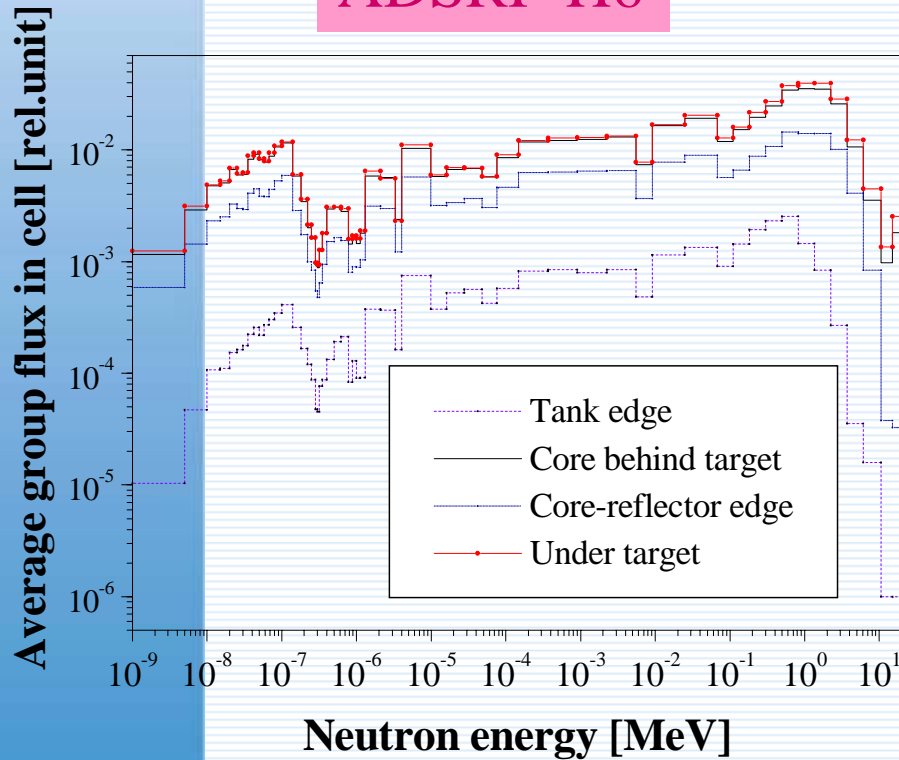 Average group flux in cell [rel.unit]
10⁻²
10⁻³
10⁻⁴
10⁻⁵
10⁻⁶
Tank edge
Core behind target
Core-reflector edge
Under target
10⁻⁹ 10⁻⁸ 10⁻⁷ 10⁻⁶ 10⁻⁵ 10⁻⁴ 10⁻³ 10⁻² 10⁻¹ 10⁰ 10¹
Neutron energy [MeV]